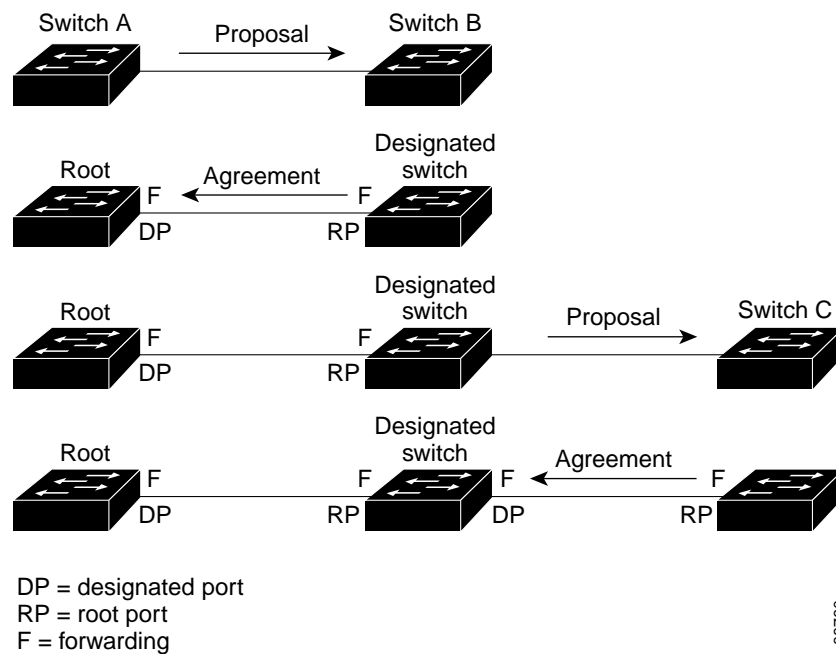 Switch A
Proposal
Switch B
Root
F
Agreement
F
Designated
switch
DP
RP
Root
F
Designated
switch
F
Proposal
Switch C
DP
RP
Root
F
Designated
switch
F
F
Agreement
F
DP
RP
DP
RP
DP = designated port
RP = root port
F = forwarding